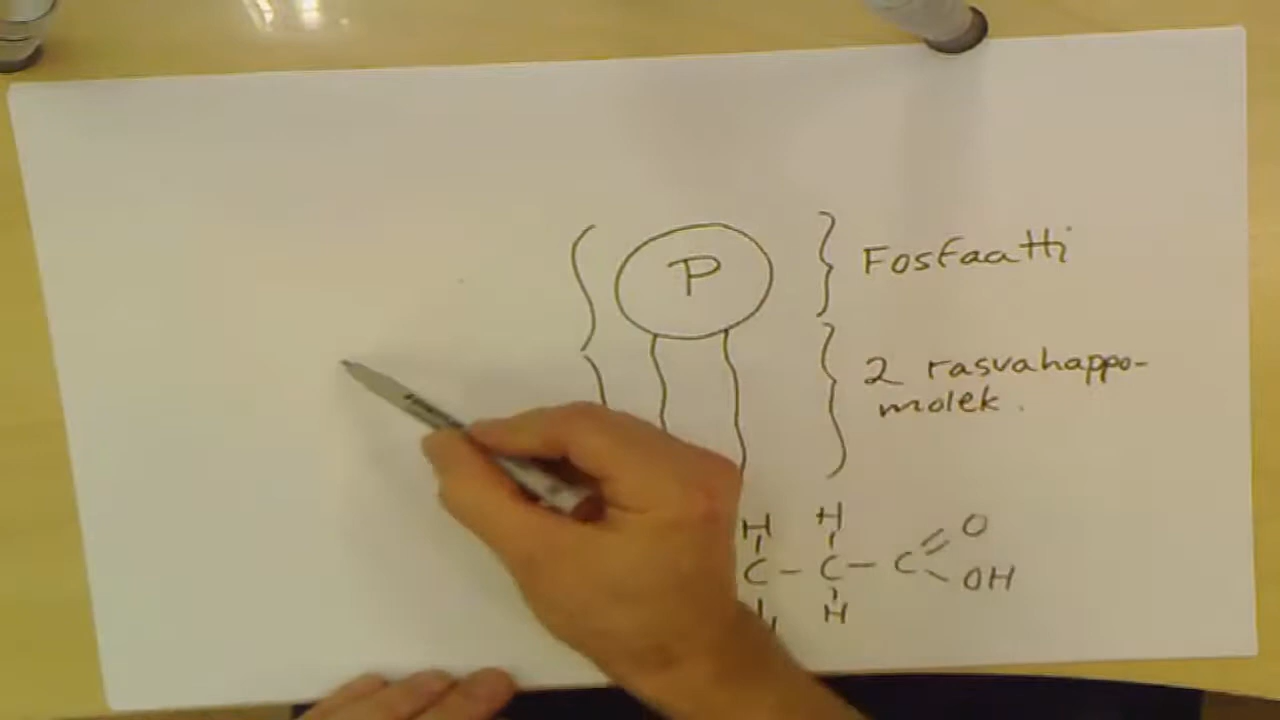 P
Fosfaatti
2 rasvahappo-
molek.
H H
C - C - C = O
OH
H